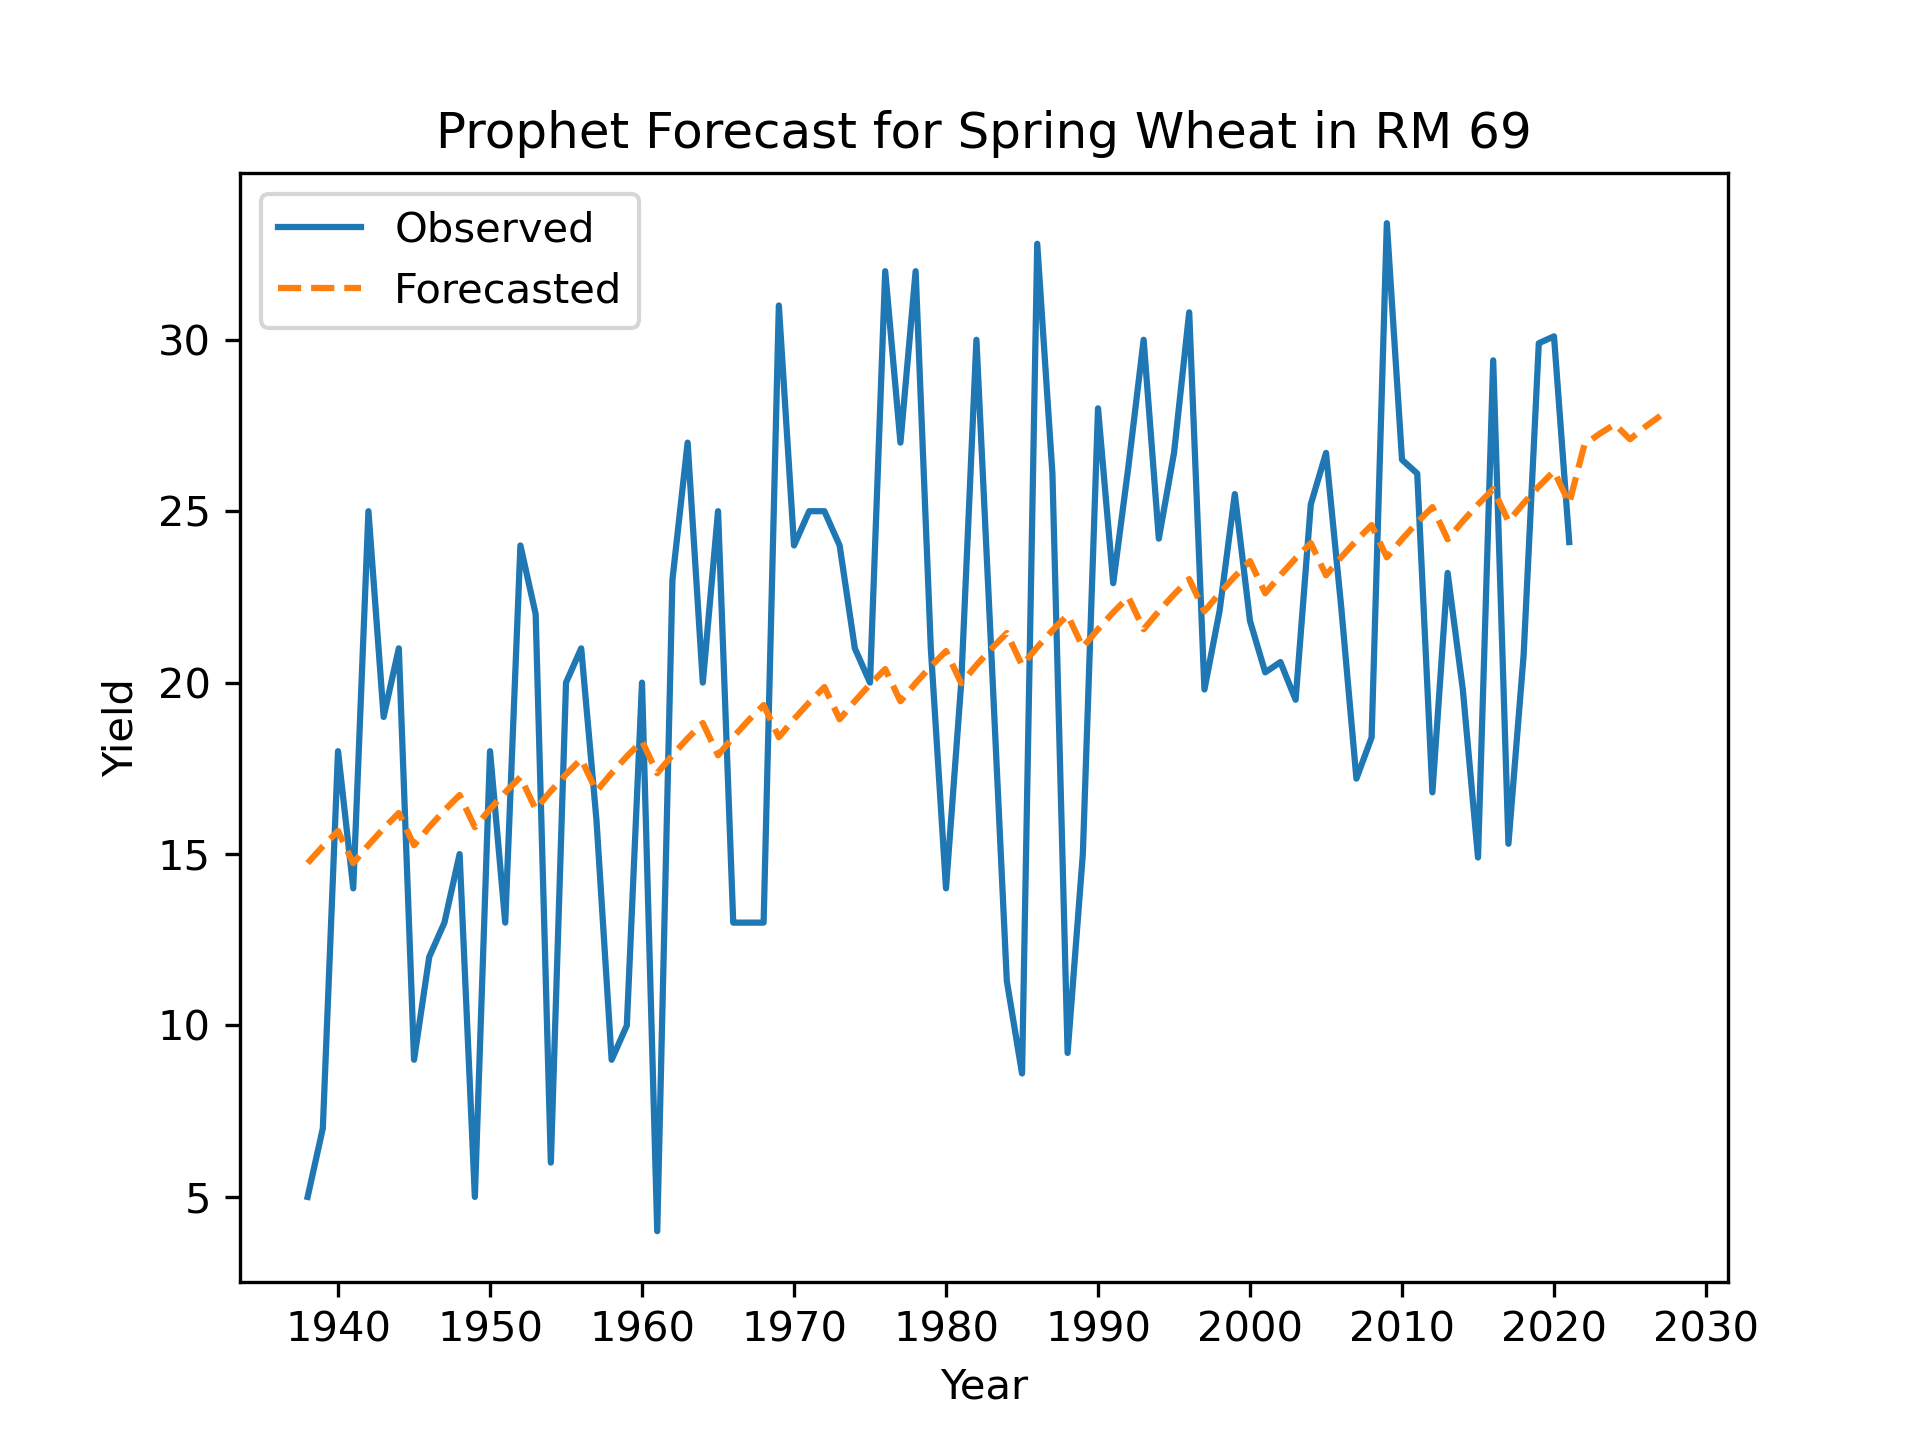 Prophet Forecast for Spring Wheat in RM 69
Observed
Forecasted
30
25
20
15
10
5
Yield
1940 1950 1960 1970 1980 1990 2000 2010 2020 2030
Year